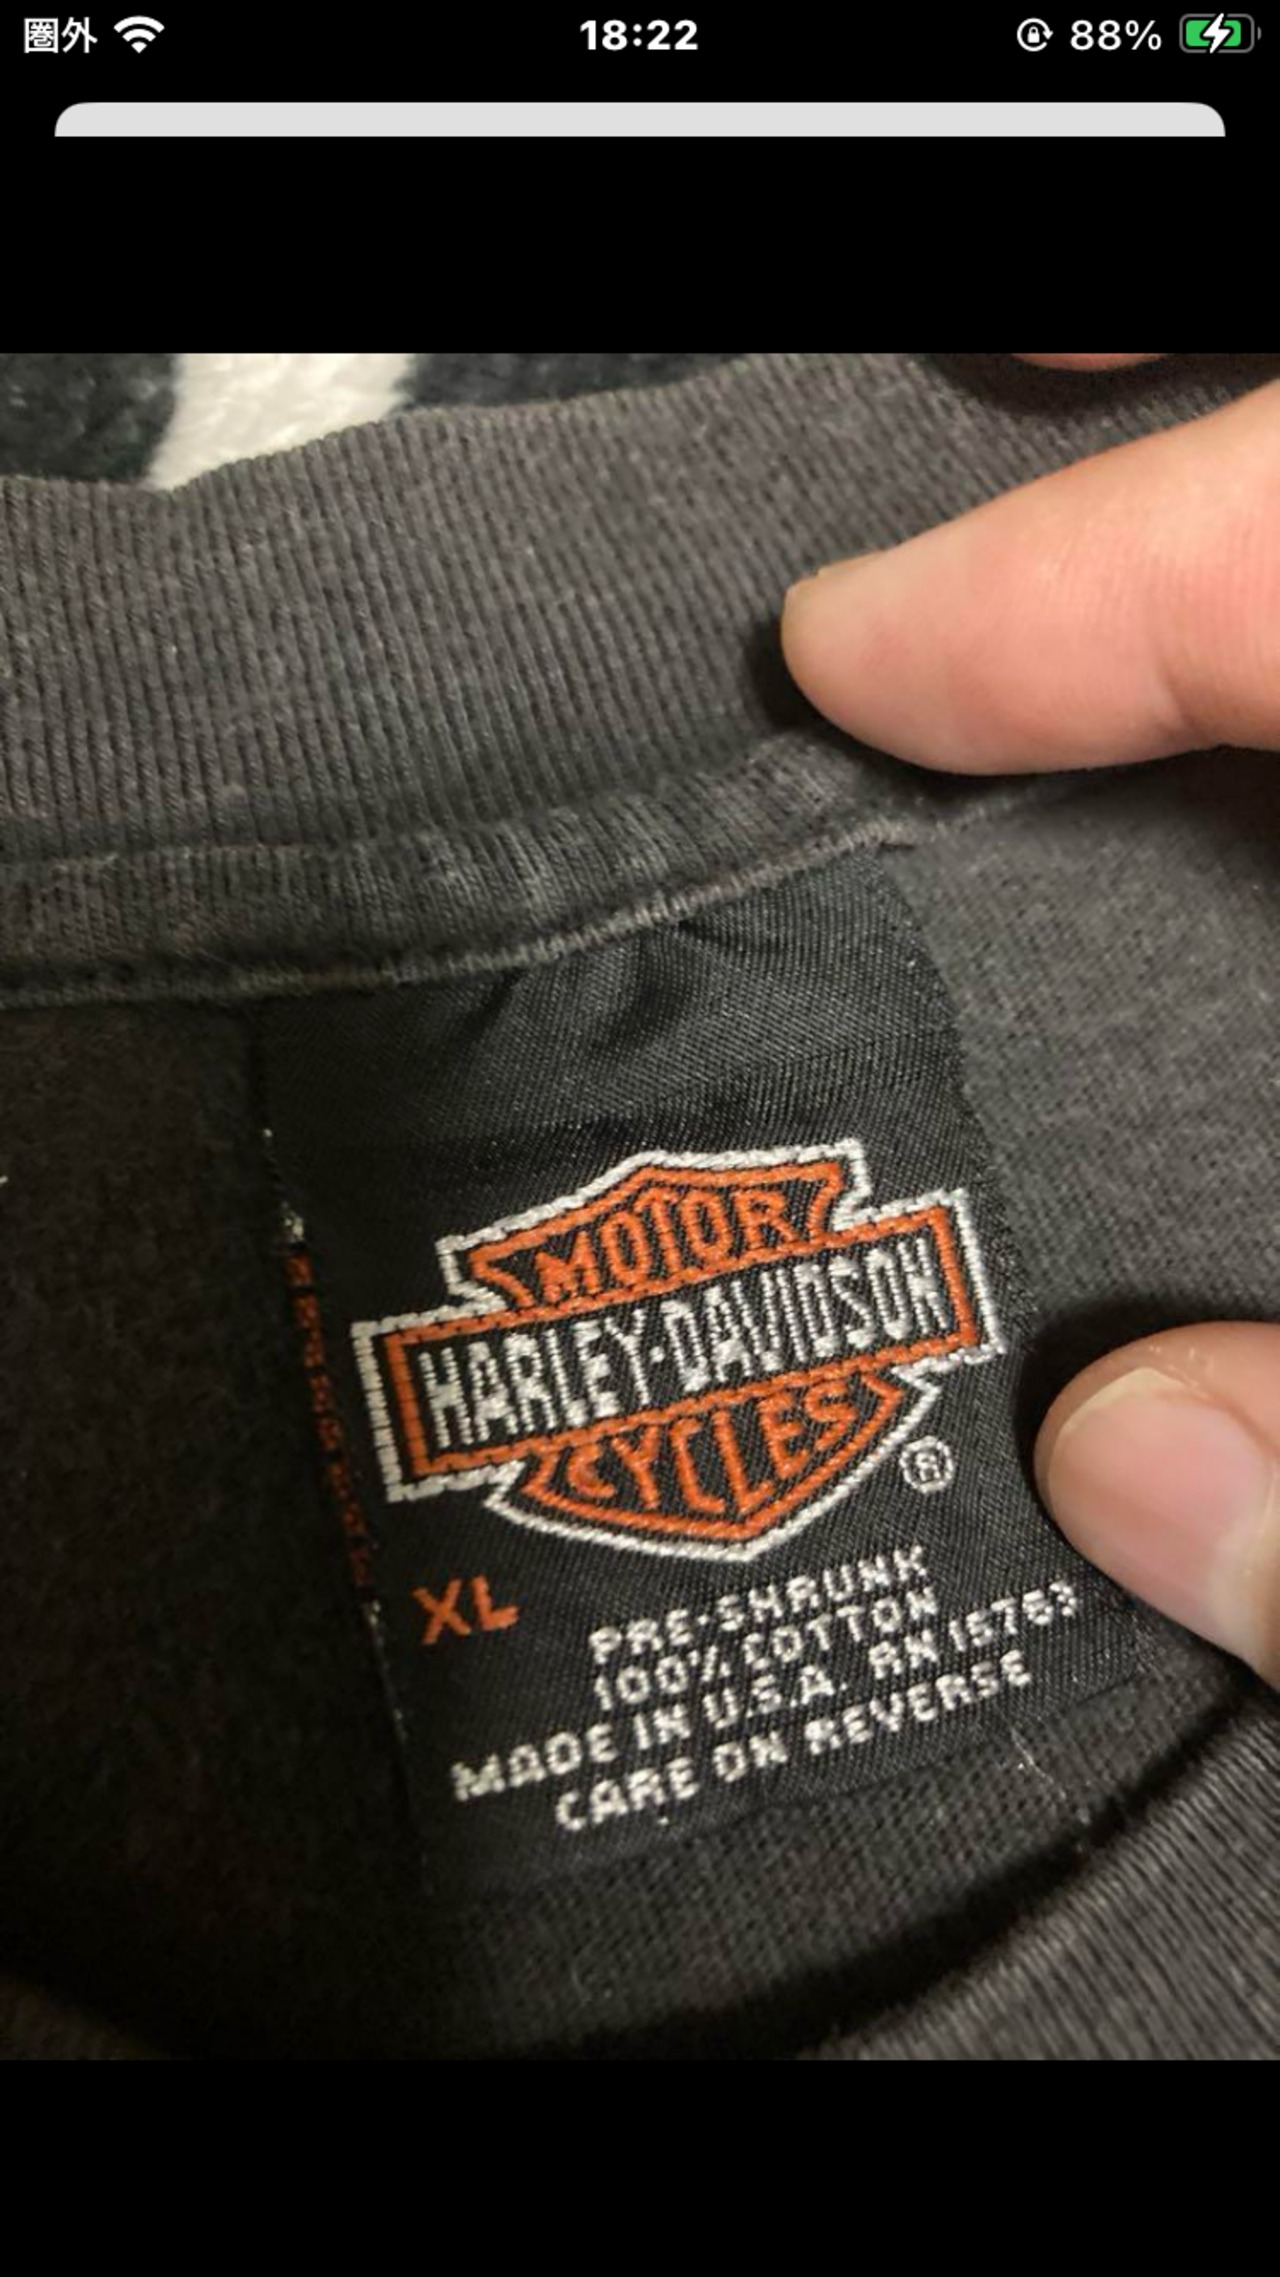 圏外 18:22 88%
MOTOR
HARLEY-DAVIDSON
CYCLES
®
XL
PRE-SHRUNK
100% COTTON
MADE IN U.S.A. RN 15763
CARE ON REVERSE